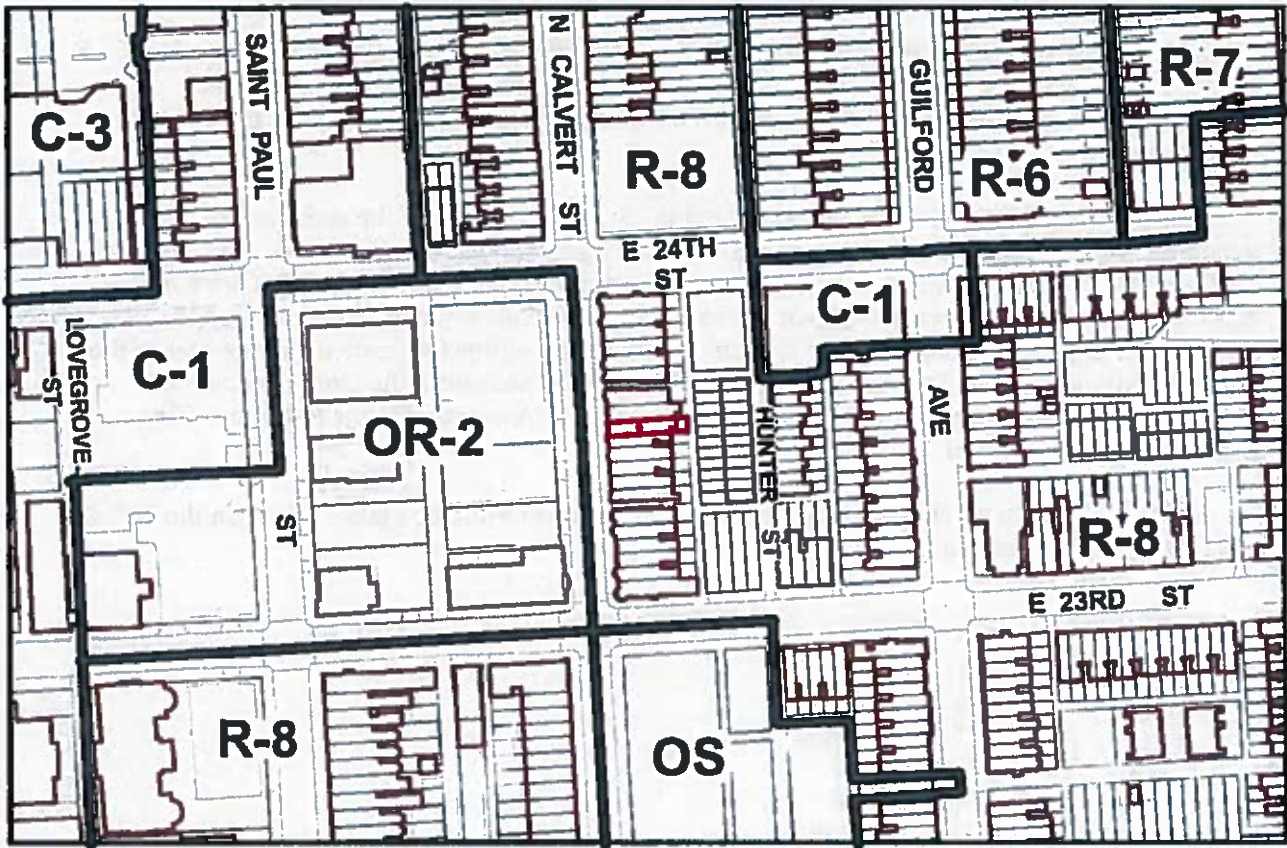 C-3
SAINT PAUL
N CALVERT ST
R-8
GUILFORD
R-6
R-7
E 24TH
ST
C-1
LOVEGROVE
ST
C-1
OR-2
HUNTER
ST
AVE
ST
R-8
E 23RD ST
R-8
OS